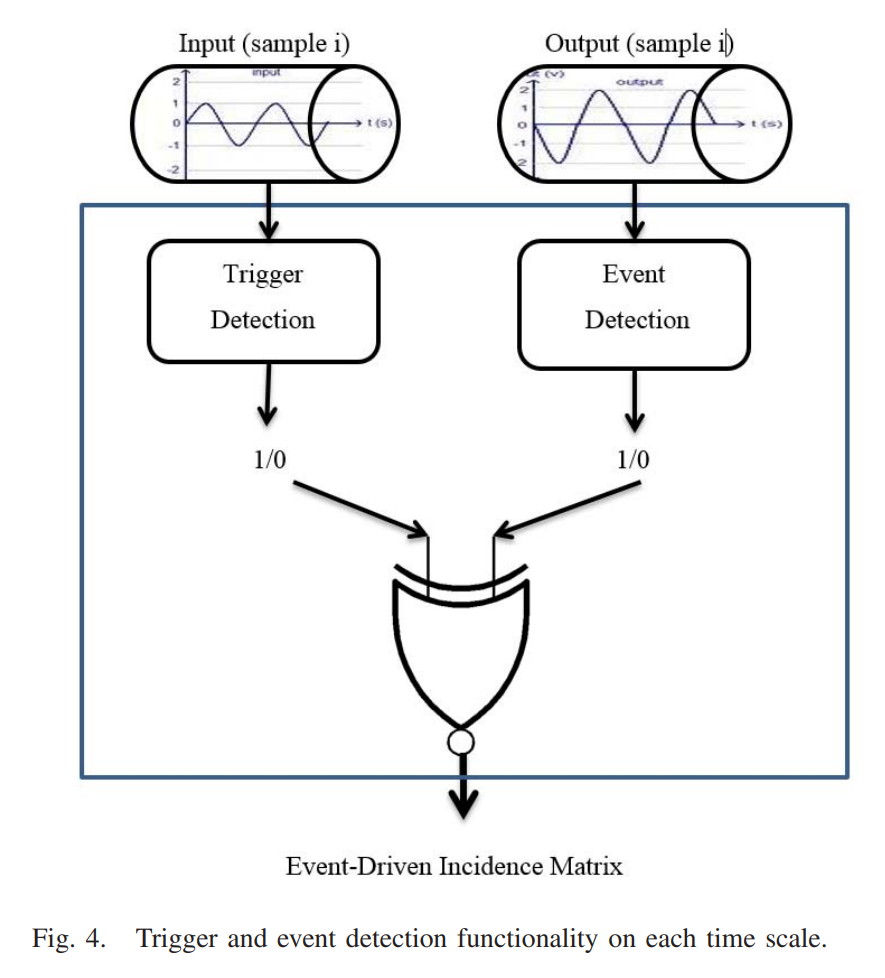 Input (sample i)
Output (sample i)
input
2
1
0
-1
-2
t (s)
(v)
output
2
1
0
-1
2
t (s)
Trigger
Detection
Event
Detection
1/0
1/0
Event-Driven Incidence Matrix
Fig. 4. Trigger and event detection functionality on each time scale.